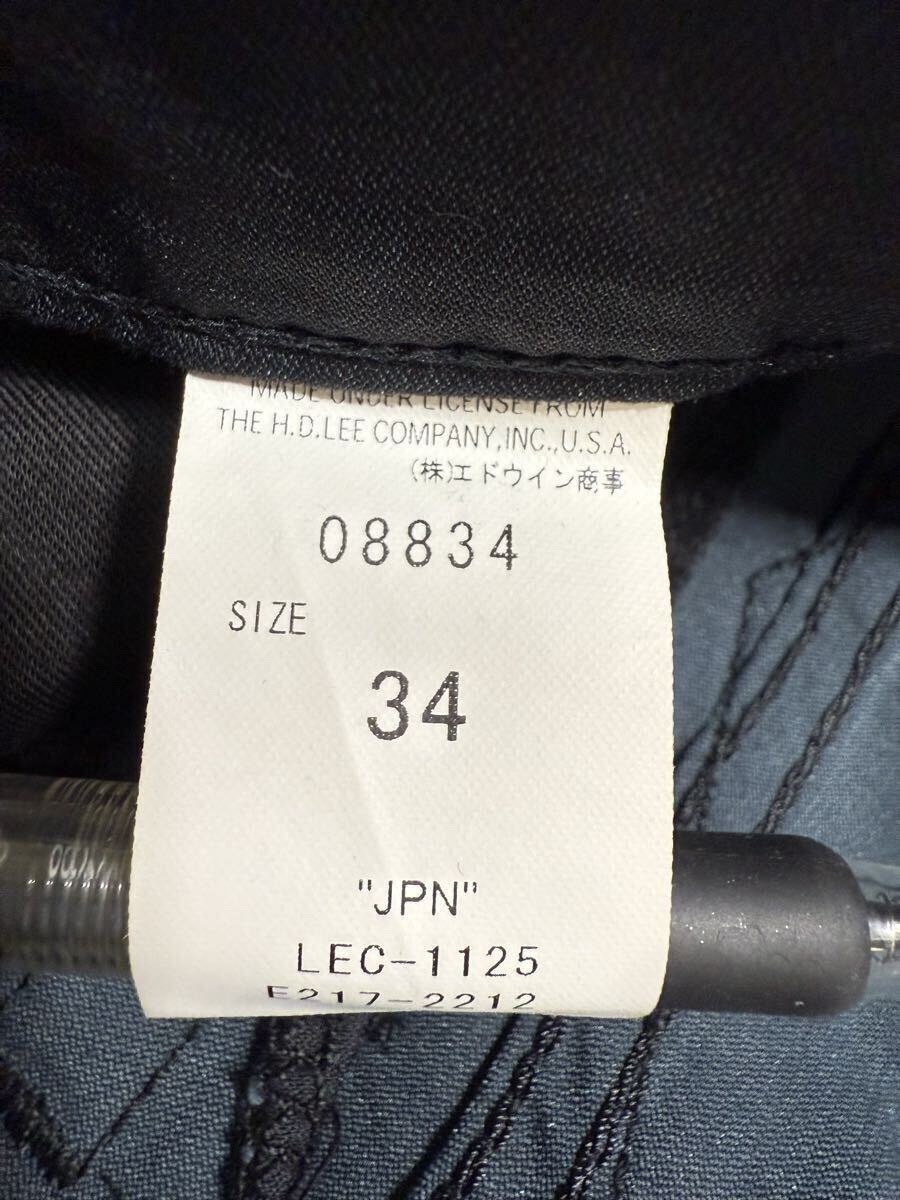 MADE UNDER LICENSE FROM
THE H.D.LEE COMPANY,INC.,U.S.A.
(株)エドウイン商事
08834
SIZE
34
"JPN"
LEC-1125
E217-2212